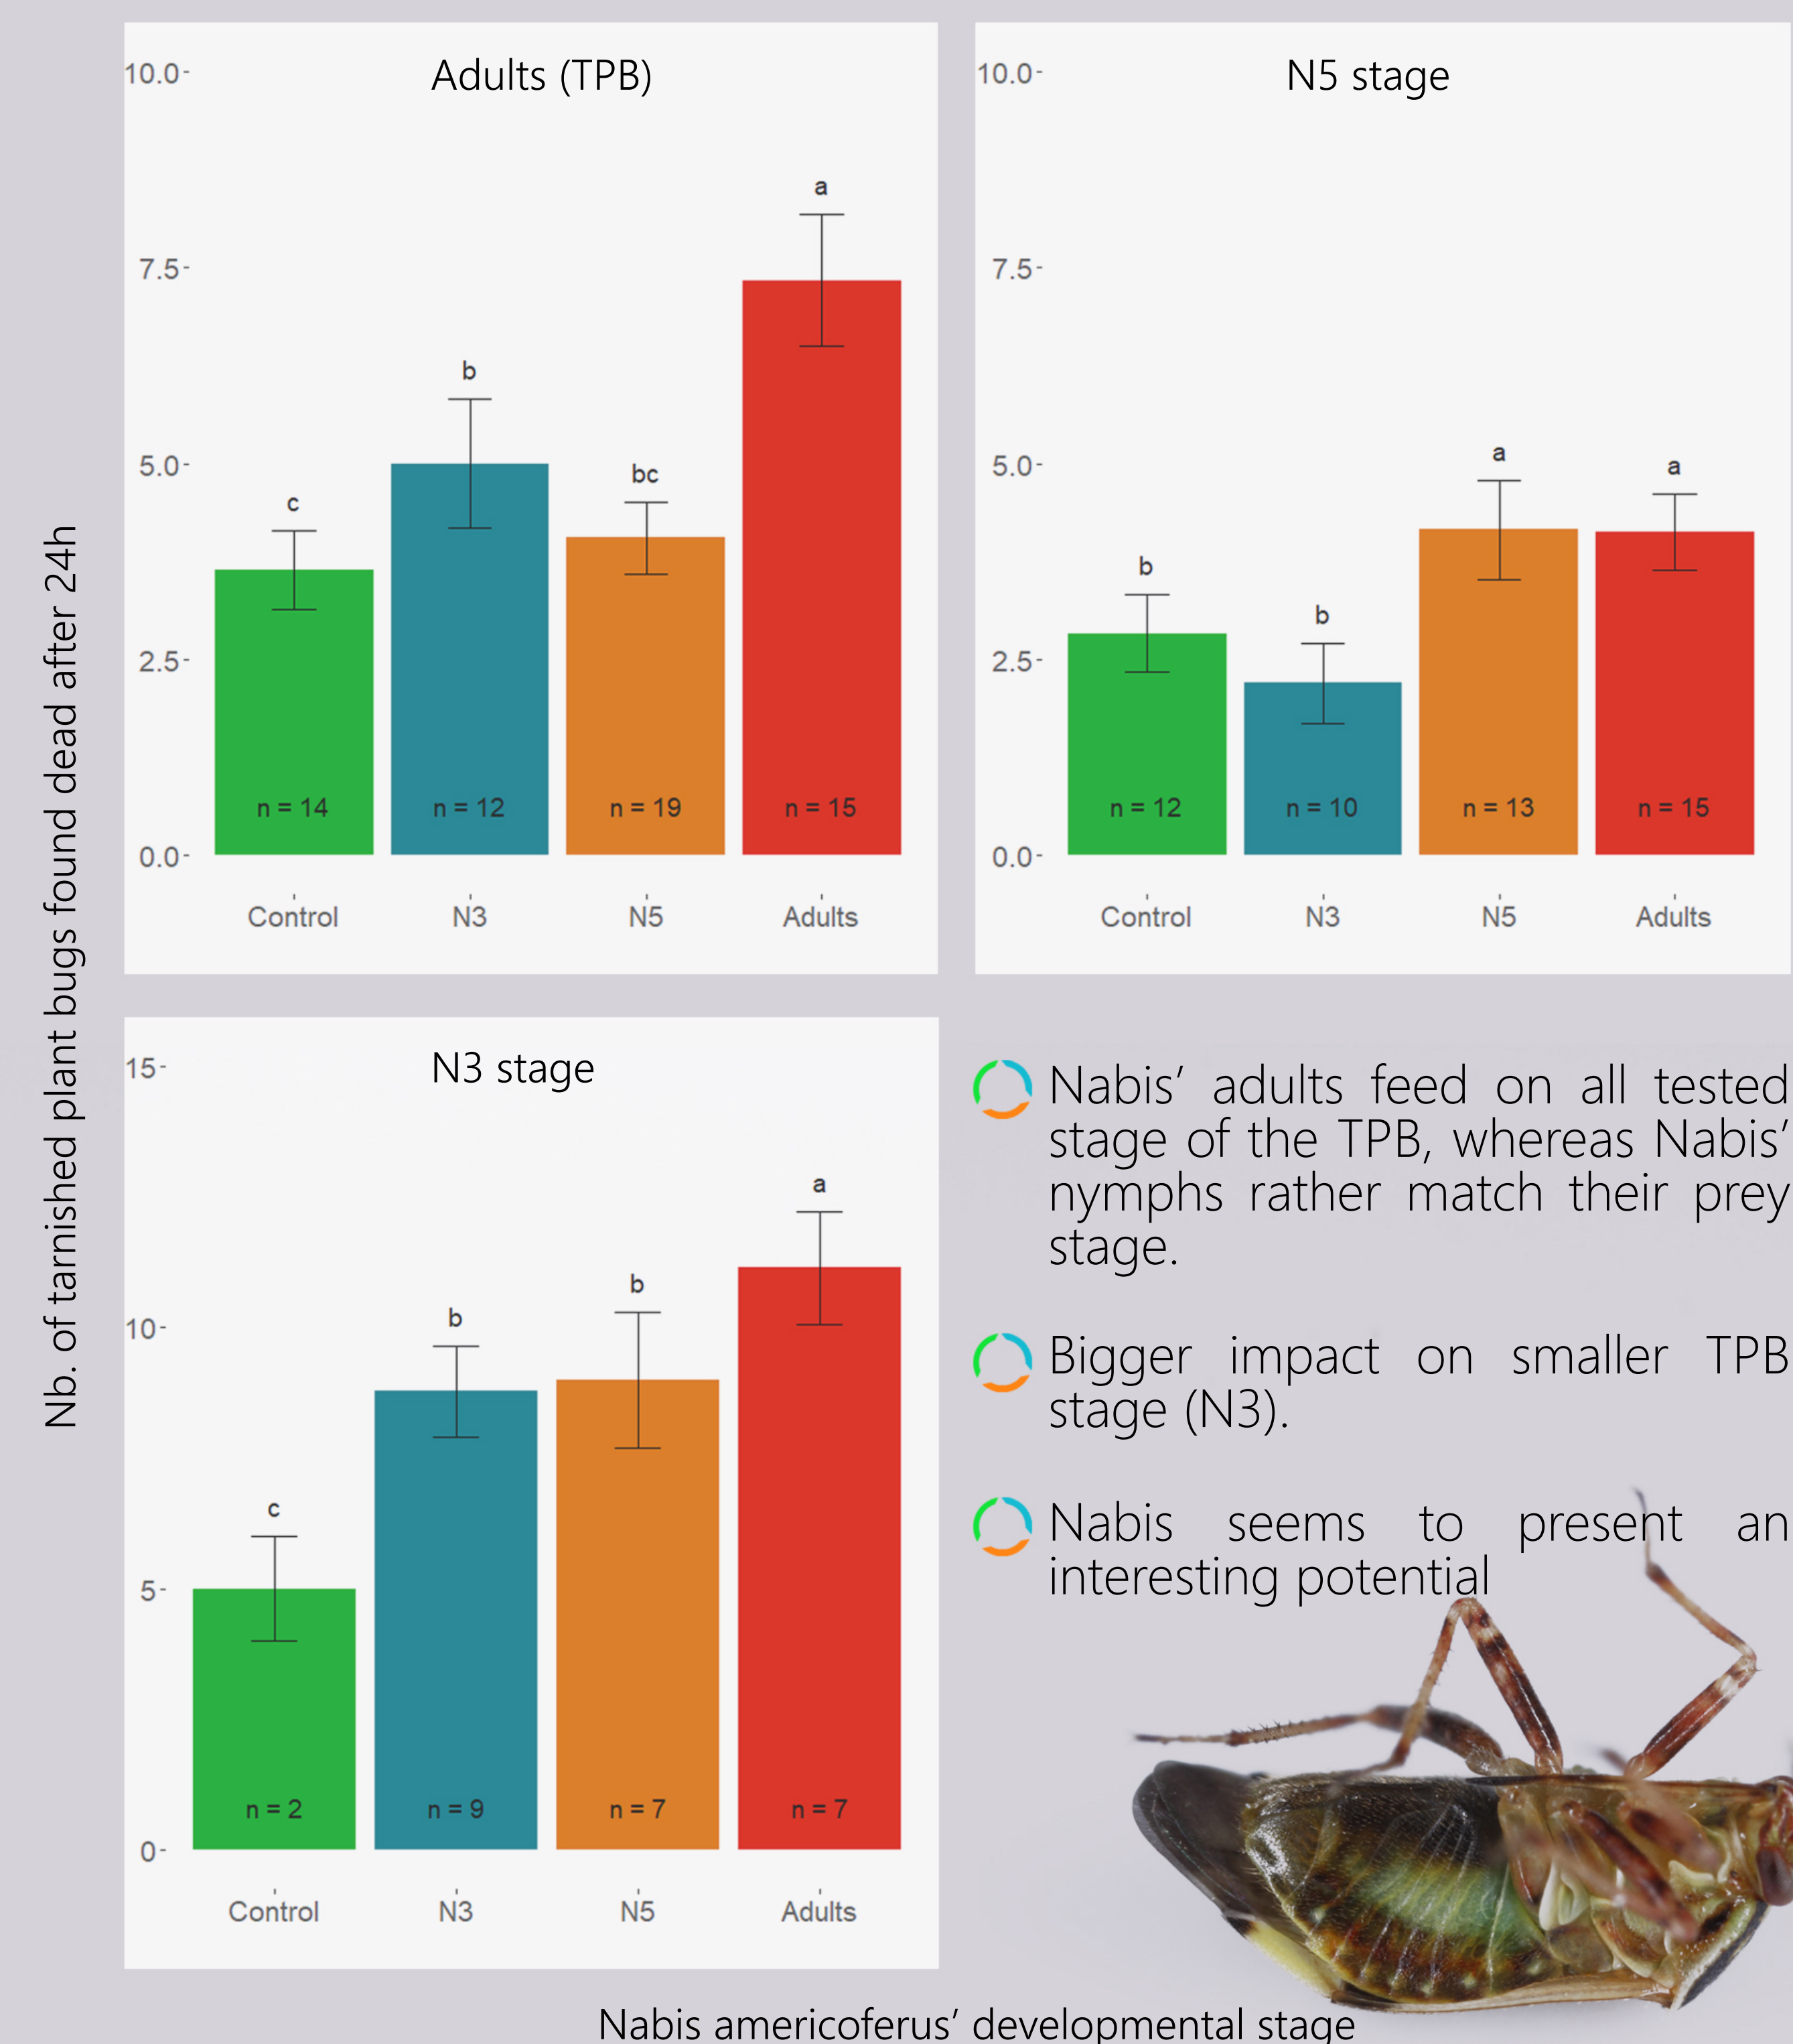 Nb. of tarnished plant bugs found dead after 24h
Adults (TPB)
10.0
7.5
5.0
2.5
0.0
c
b
bc
a
n = 14
n = 12
n = 19
n = 15
Control
N3
N5
Adults
N5 stage
10.0
7.5
5.0
2.5
0.0
b
b
a
a
n = 12
n = 10
n = 13
n = 15
Control
N3
N5
Adults
N3 stage
15
10
5
0
c
b
b
a
n = 2
n = 9
n = 7
n = 7
Control
N3
N5
Adults
Nabis’ adults feed on all tested
stage of the TPB, whereas Nabis’
nymphs rather match their prey
stage.
Bigger impact on smaller TPB
stage (N3).
Nabis seems to present an
interesting potential
Nabis americoferus’ developmental stage